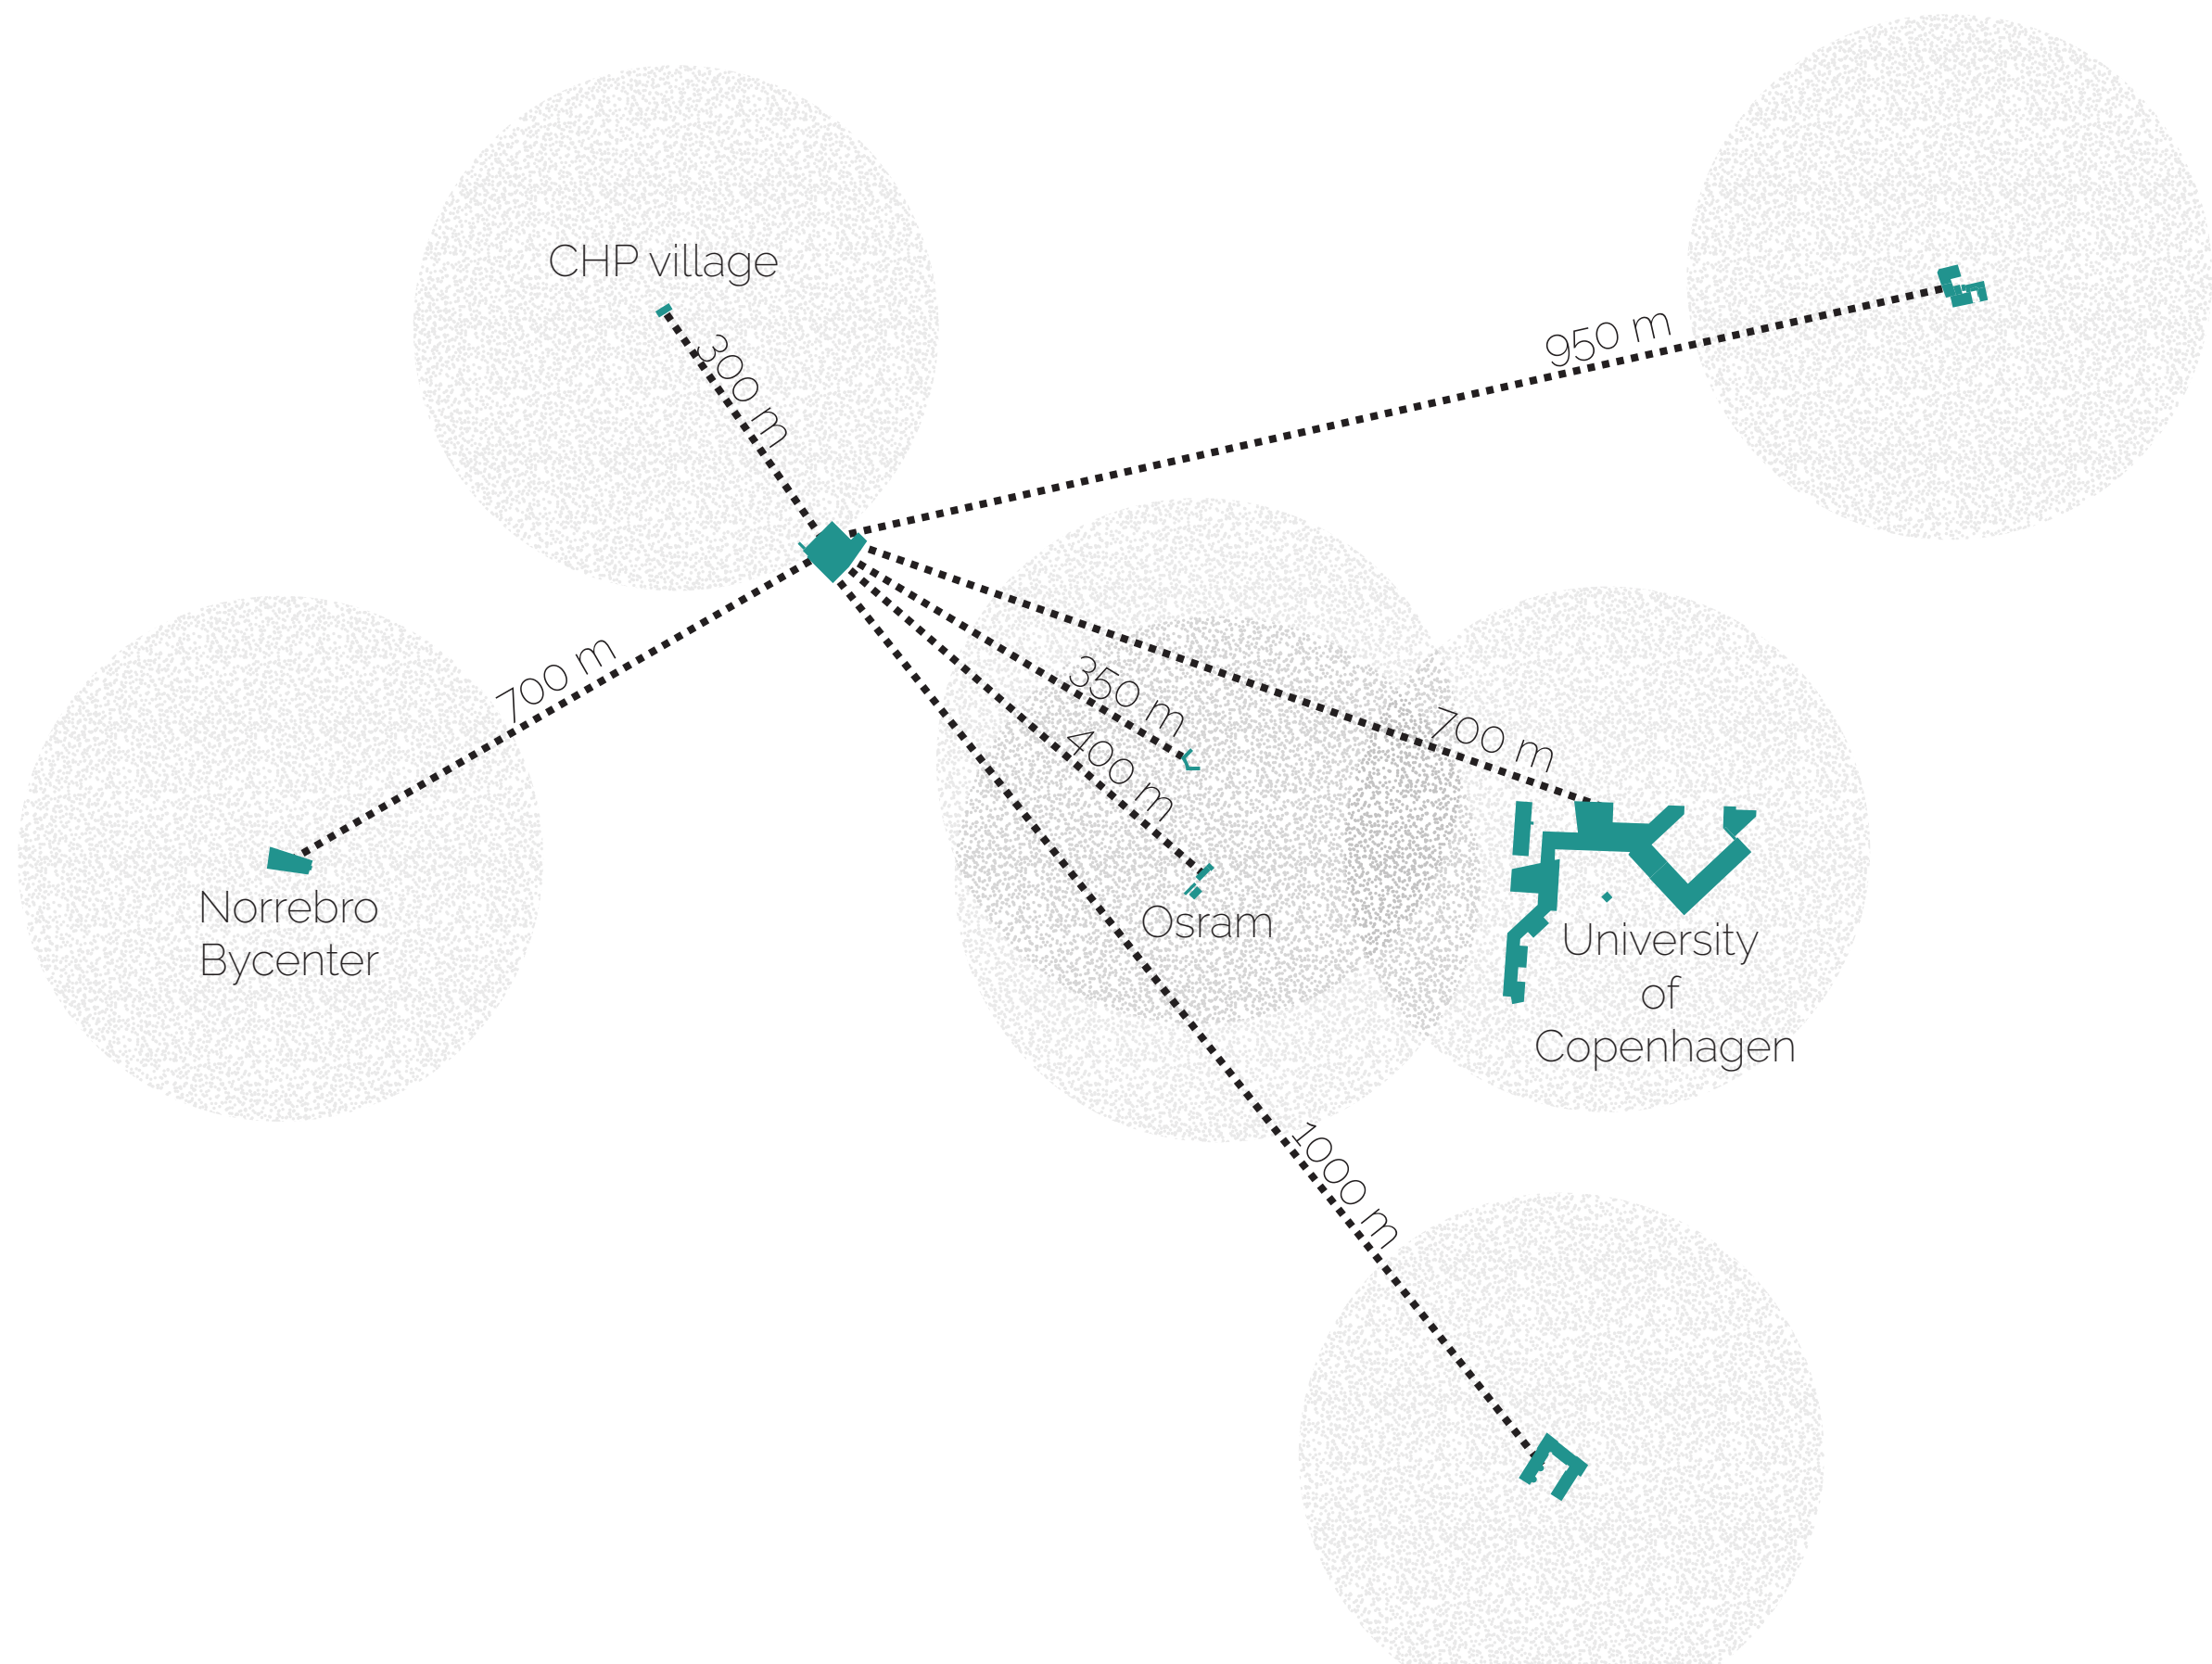 CHP village
300 m
950 m
700 m
350 m
400 m
700 m
Norrebro
Bycenter
Osram
University
of
Copenhagen
1000 m